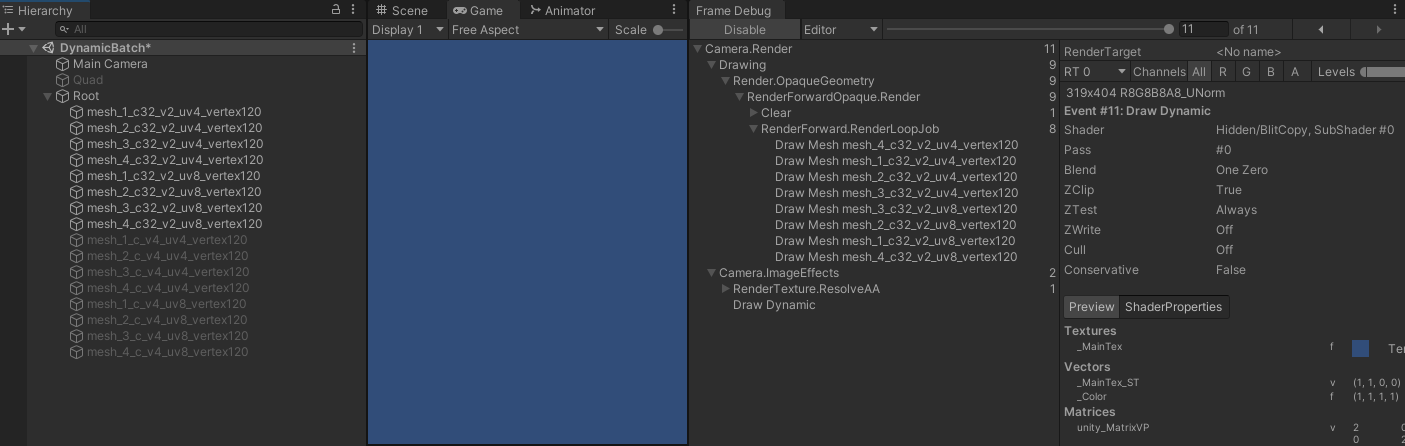 Hierarchy
All
DynamicBatch*
Main Camera
Quad
Root
mesh_1_c32_v2_uv4_vertex120
mesh_2_c32_v2_uv4_vertex120
mesh_3_c32_v2_uv4_vertex120
mesh_4_c32_v2_uv4_vertex120
mesh_1_c32_v2_uv8_vertex120
mesh_2_c32_v2_uv8_vertex120
mesh_3_c32_v2_uv8_vertex120
mesh_4_c32_v2_uv8_vertex120
mesh_1_c_v4_uv4_vertex120
mesh_2_c_v4_uv4_vertex120
mesh_3_c_v4_uv4_vertex120
mesh_4_c_v4_uv4_vertex120
mesh_1_c_v4_uv8_vertex120
mesh_2_c_v4_uv8_vertex120
mesh_3_c_v4_uv8_vertex120
mesh_4_c_v4_uv8_vertex120
Scene Game Animator
Display 1 Free Aspect Scale
Frame Debug
Disable Editor 11 of 11
Camera.Render 11
Drawing 9
Render.OpaqueGeometry 9
RenderForwardOpaque.Render 9
Clear 1
RenderForward.RenderLoopJob 8
Draw Mesh mesh_4_c32_v2_uv4_vertex120
Draw Mesh mesh_1_c32_v2_uv4_vertex120
Draw Mesh mesh_2_c32_v2_uv4_vertex120
Draw Mesh mesh_3_c32_v2_uv4_vertex120
Draw Mesh mesh_3_c32_v2_uv8_vertex120
Draw Mesh mesh_2_c32_v2_uv8_vertex120
Draw Mesh mesh_1_c32_v2_uv8_vertex120
Draw Mesh mesh_4_c32_v2_uv8_vertex120
Camera.ImageEffects 2
RenderTexture.ResolveAA 1
Draw Dynamic
RenderTarget <No name>
RT 0 Channels All R G B A Levels
319x404 R8G8B8A8_UNorm
Event #11: Draw Dynamic
Shader Hidden/BlitCopy, SubShader #0
Pass #0
Blend One Zero
ZClip True
ZTest Always
ZWrite Off
Cull Off
Conservative False
Preview ShaderProperties
Textures
_MainTex f
Vectors
_MainTex_ST v (1, 1, 0, 0)
_Color f (1, 1, 1, 1)
Matrices
unity_MatrixVP v 2
0